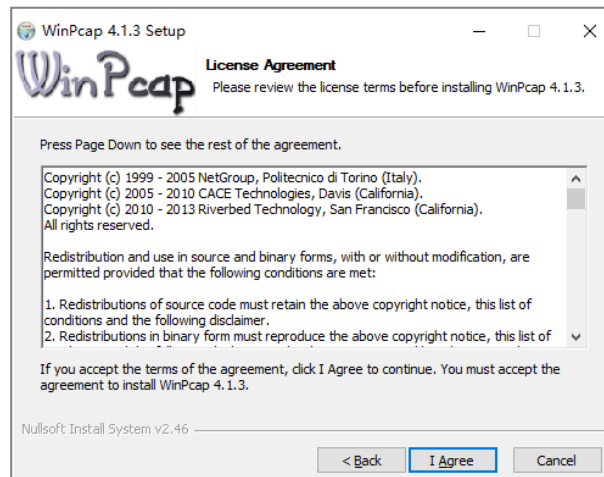 WinPcap 4.1.3 Setup
WinPcap
License Agreement
Please review the license terms before installing WinPcap 4.1.3.
Press Page Down to see the rest of the agreement.
Copyright (c) 1999 - 2005 NetGroup, Politecnico di Torino (Italy).
Copyright (c) 2005 - 2010 CACE Technologies, Davis (California).
Copyright (c) 2010 - 2013 Riverbed Technology, San Francisco (California).
All rights reserved.
Redistribution and use in source and binary forms, with or without modification, are
permitted provided that the following conditions are met:
1. Redistributions of source code must retain the above copyright notice, this list of
conditions and the following disclaimer.
2. Redistributions in binary form must reproduce the above copyright notice, this list of
If you accept the terms of the agreement, click I Agree to continue. You must accept the
agreement to install WinPcap 4.1.3.
Nullsoft Install System v2.46
< Back
I Agree
Cancel